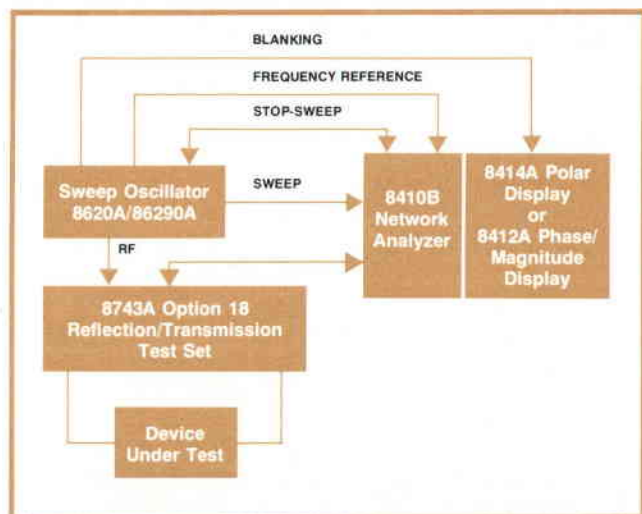 BLANKING
FREQUENCY REFERENCE
STOP-SWEEP
Sweep Oscillator
8620A/86290A
SWEEP
8410B
Network
Analyzer
8414A Polar
Display
or
8412A Phase/
Magnitude
Display
RF
8743A Option 18
Reflection/Transmission
Test Set
Device
Under Test